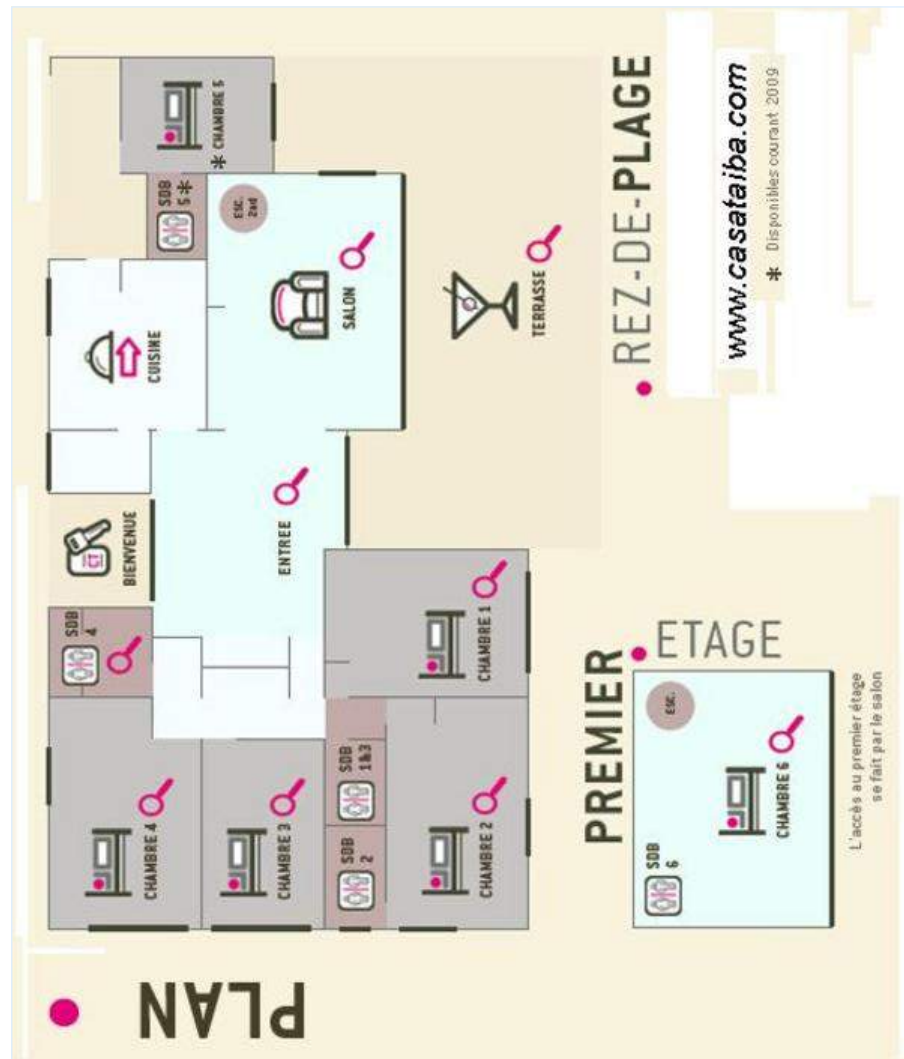 PLAN
SDB
4
BIENVENUE
CHAMBRE 4
CUISINE
SDB
5*
* CHAMBRE 5
CHAMBRE 3
ENTREE
SALON
ESC.
2nd
SDB
2
SDB
1&3
CHAMBRE 2
CHAMBRE 1
TERRASSE
REZ-DE-PLAGE
PREMIER
ETAGE
SDB
6
CHAMBRE 6
ESC.
L'accès au premier étage
se fait par le salon
www.casataiba.com
* Disponibles courant 2009